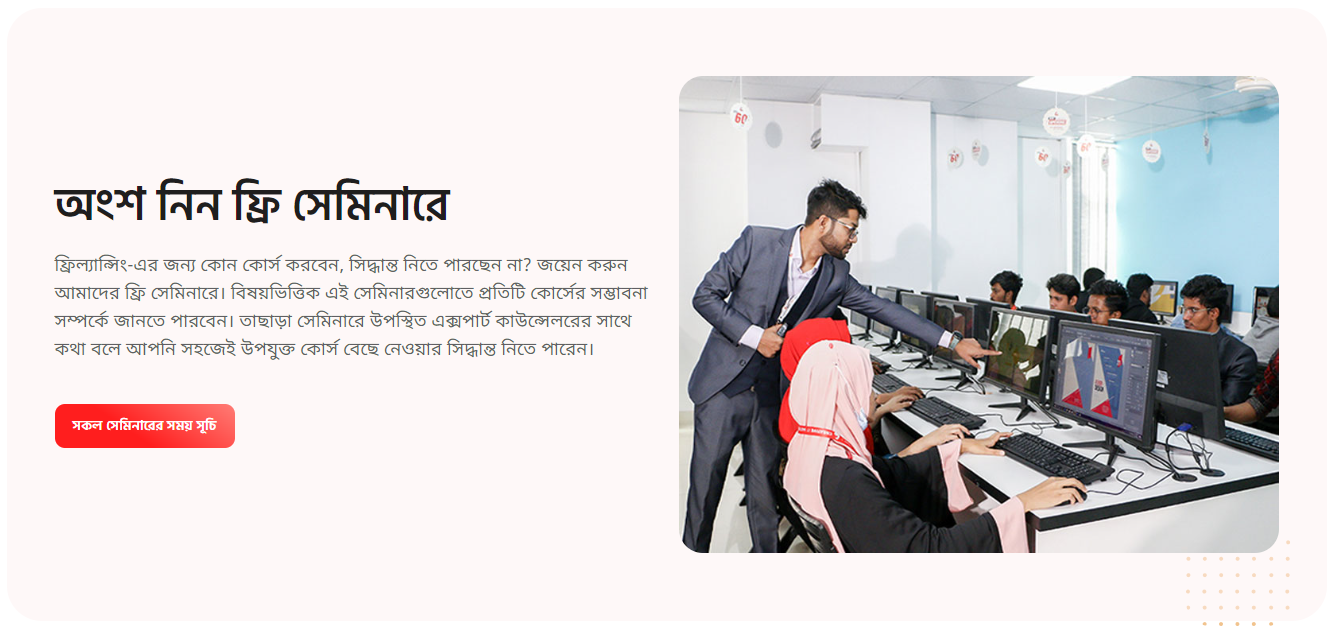 অংশ নিন ফ্রি সেমিনারে
ফ্রিল্যান্সিং-এর জন্য কোন কোর্স করবেন, সিদ্ধান্ত নিতে পারছেন না? জয়েন করুন
আমাদের ফ্রি সেমিনারে। বিষয়ভিত্তিক এই সেমিনারগুলোতে প্রতিটি কোর্সের সম্ভাবনা
সম্পর্কে জানতে পারবেন। তাছাড়া সেমিনারে উপস্থিত এক্সপার্ট কাউন্সেলরের সাথে
কথা বলে আপনি সহজেই উপযুক্ত কোর্স বেছে নেওয়ার সিদ্ধান্ত নিতে পারেন।
সকল সেমিনারের সময় সূচি